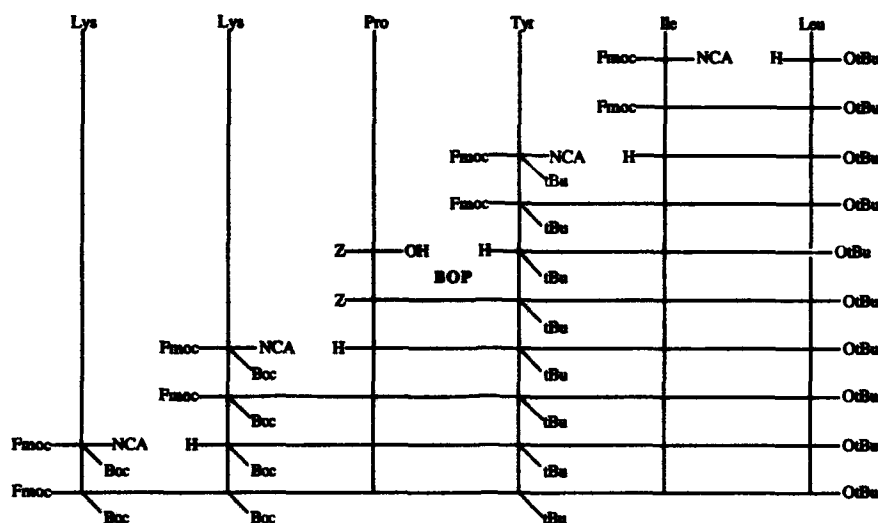 Lys Lys Pro Tyr Ile Leu
Fmoc NCA H OtBu
Fmoc OtBu
Fmoc NCA H OtBu
tBu
Fmoc OtBu
tBu
Z OH H OtBu
BOP tBu
Z OtBu
tBu
Fmoc NCA H OtBu
Boc tBu
Fmoc OtBu
Boc tBu
Fmoc NCA H OtBu
Boc Boc tBu
Fmoc OtBu
Boc Boc tBu